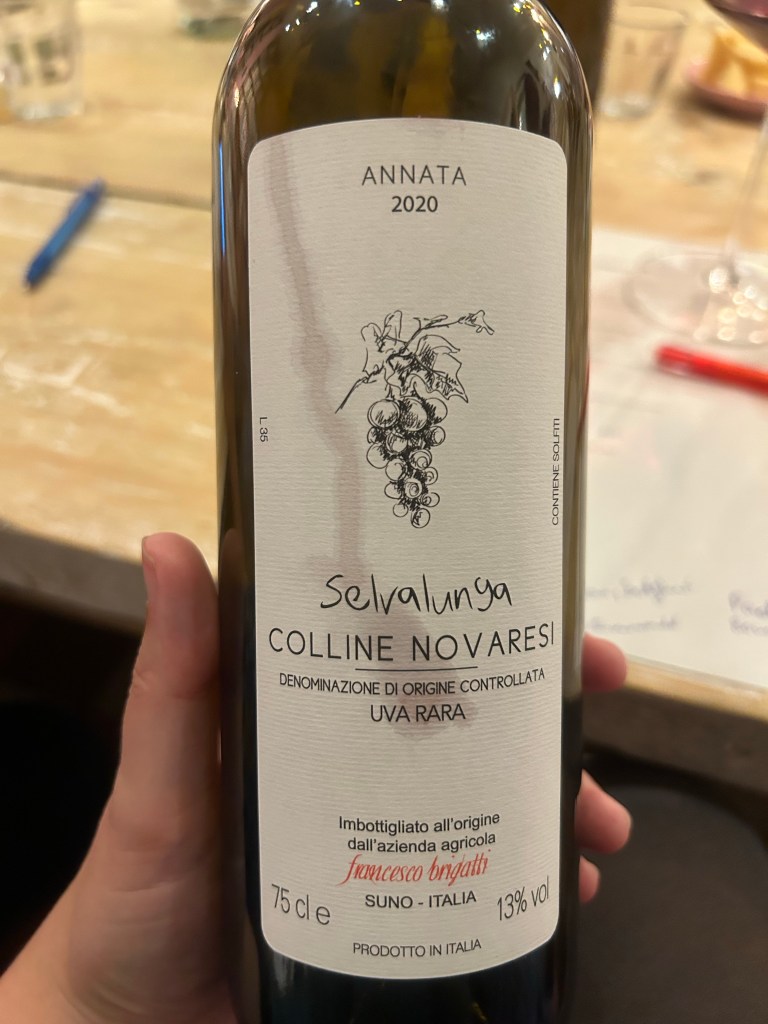 ANNATA
2020
L 35
CONTIENE SOLFITI
Selvalunga
COLLINE NOVARESI
DENOMINAZIONE DI ORIGINE CONTROLLATA
UVA RARA
Imbottigliato all'origine
dall'azienda agricola
francesco brigatti
75 cl e
SUNO - ITALIA
13% vol
PRODOTTO IN ITALIA